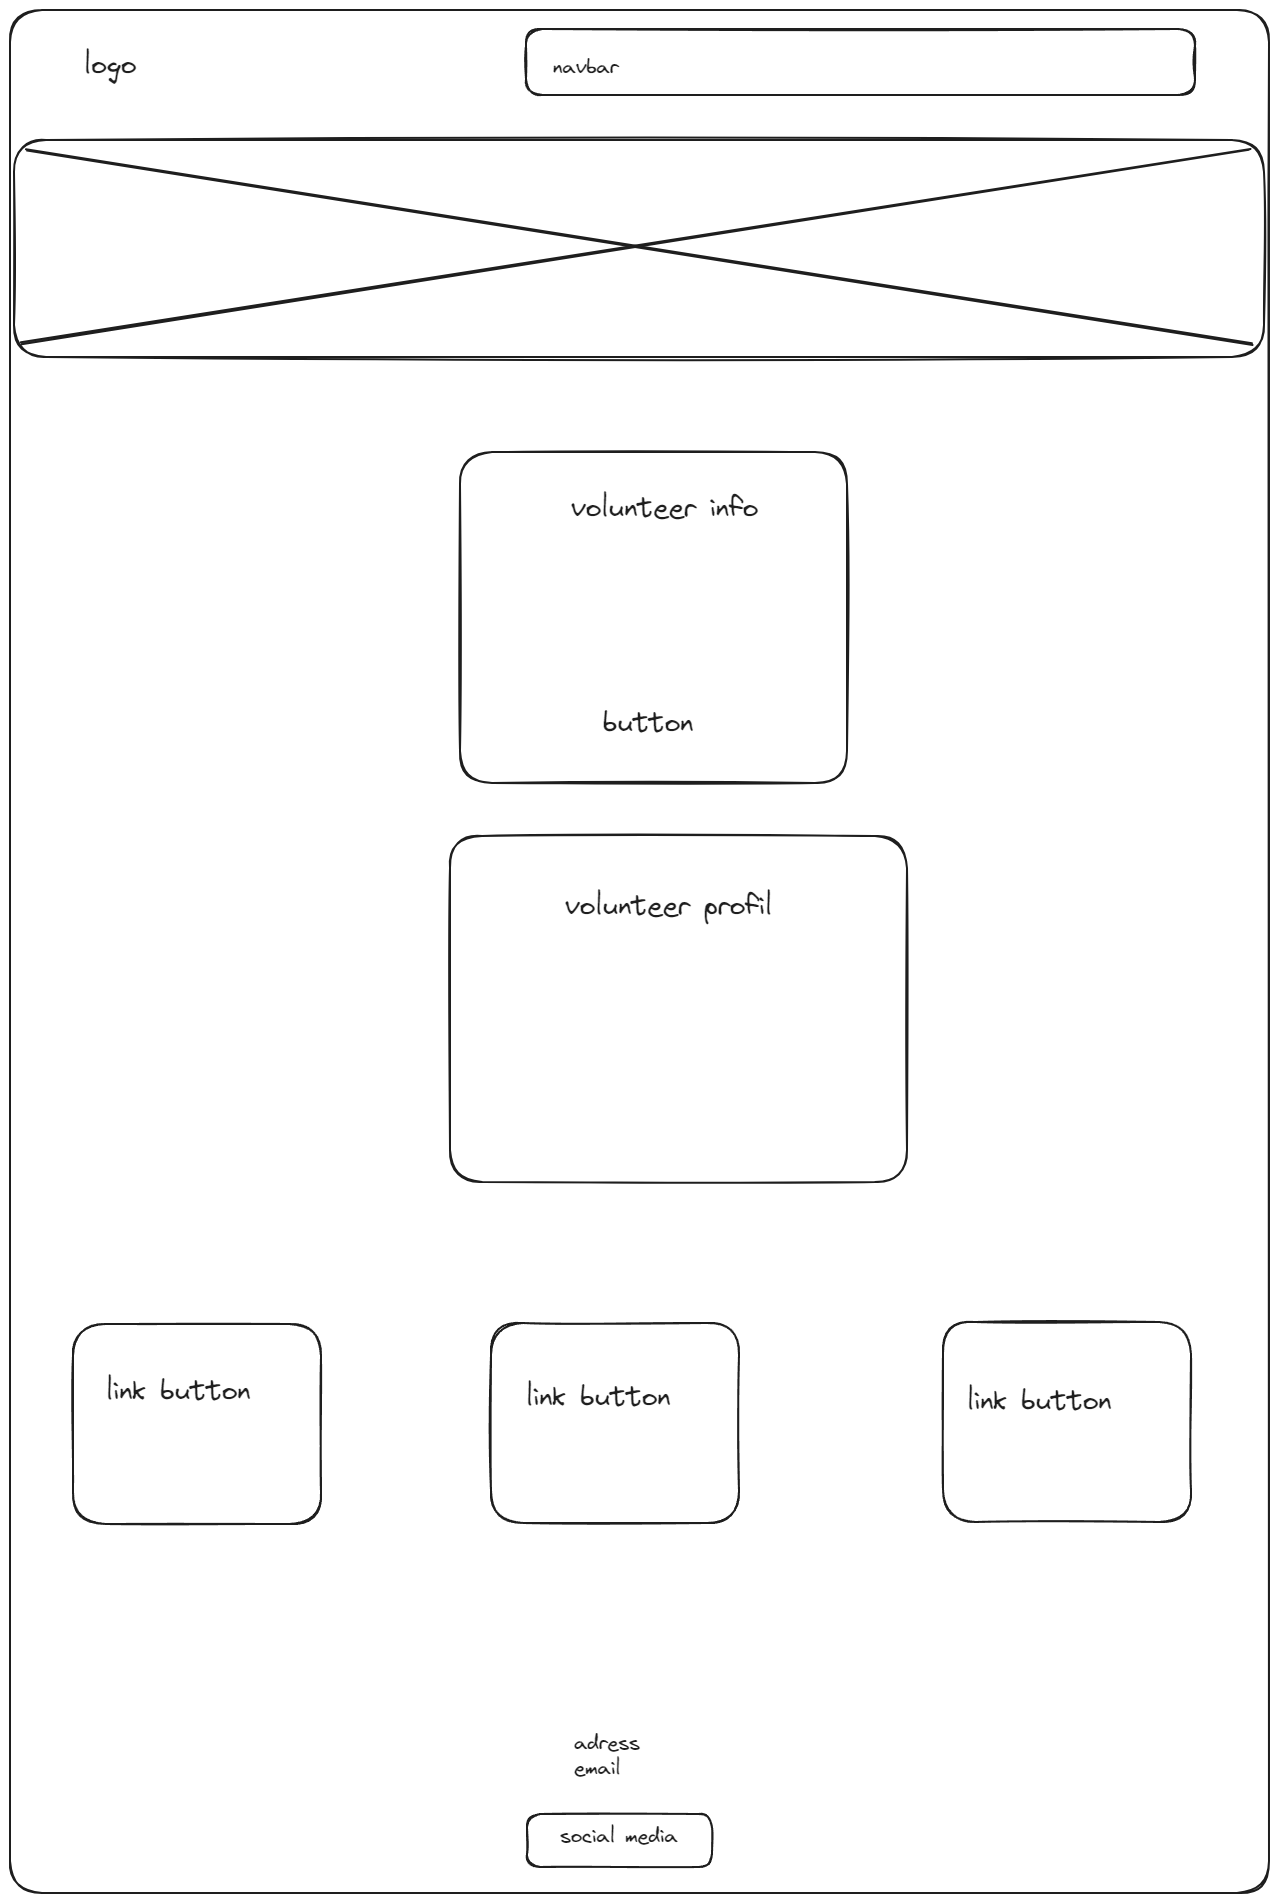 logo
navbar
volunteer info
button
volunteer profil
link button
link button
link button
adress
email
social media